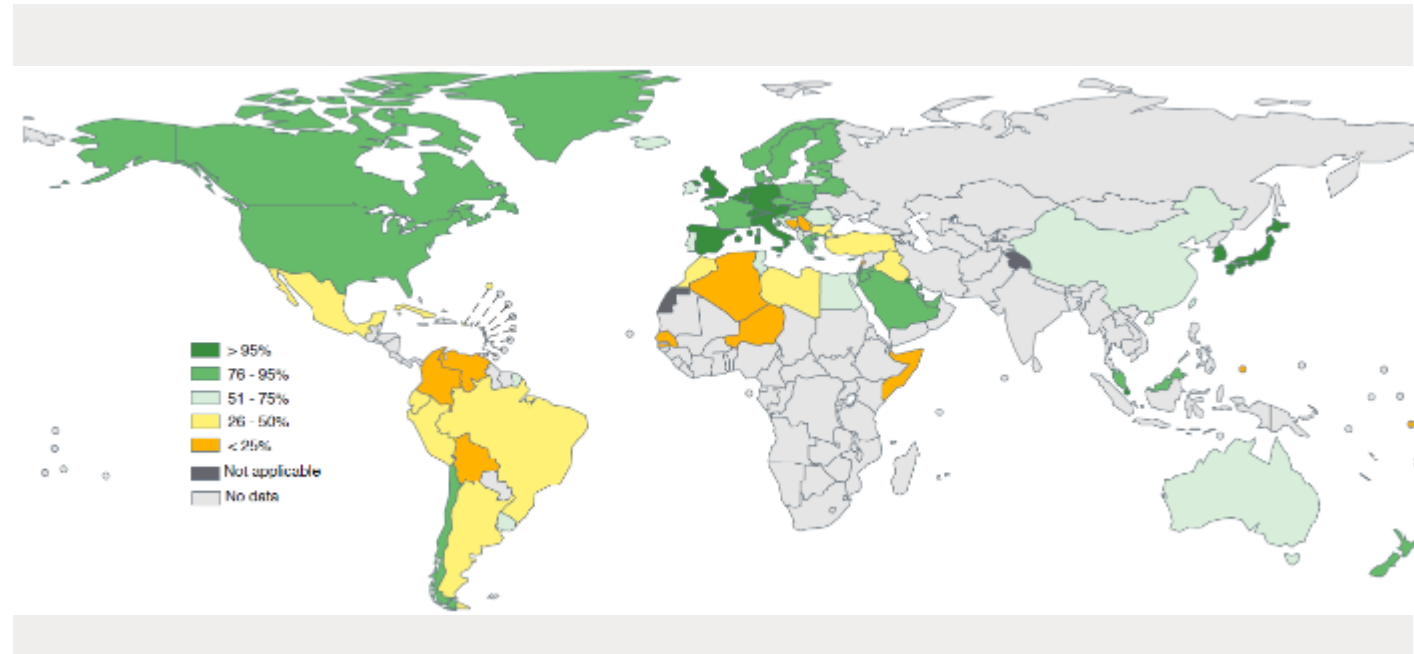 > 95%
76 - 95%
51 - 75%
26 - 50%
< 25%
Not applicable
No data